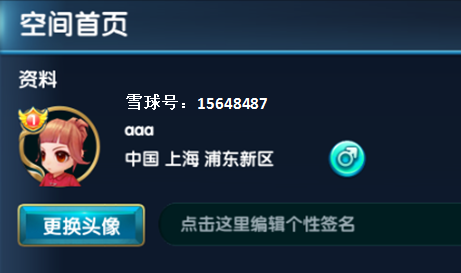 空间首页
资料
雪球号：15648487
1
aaa
中国 上海 浦东新区
更换头像
点击这里编辑个性签名